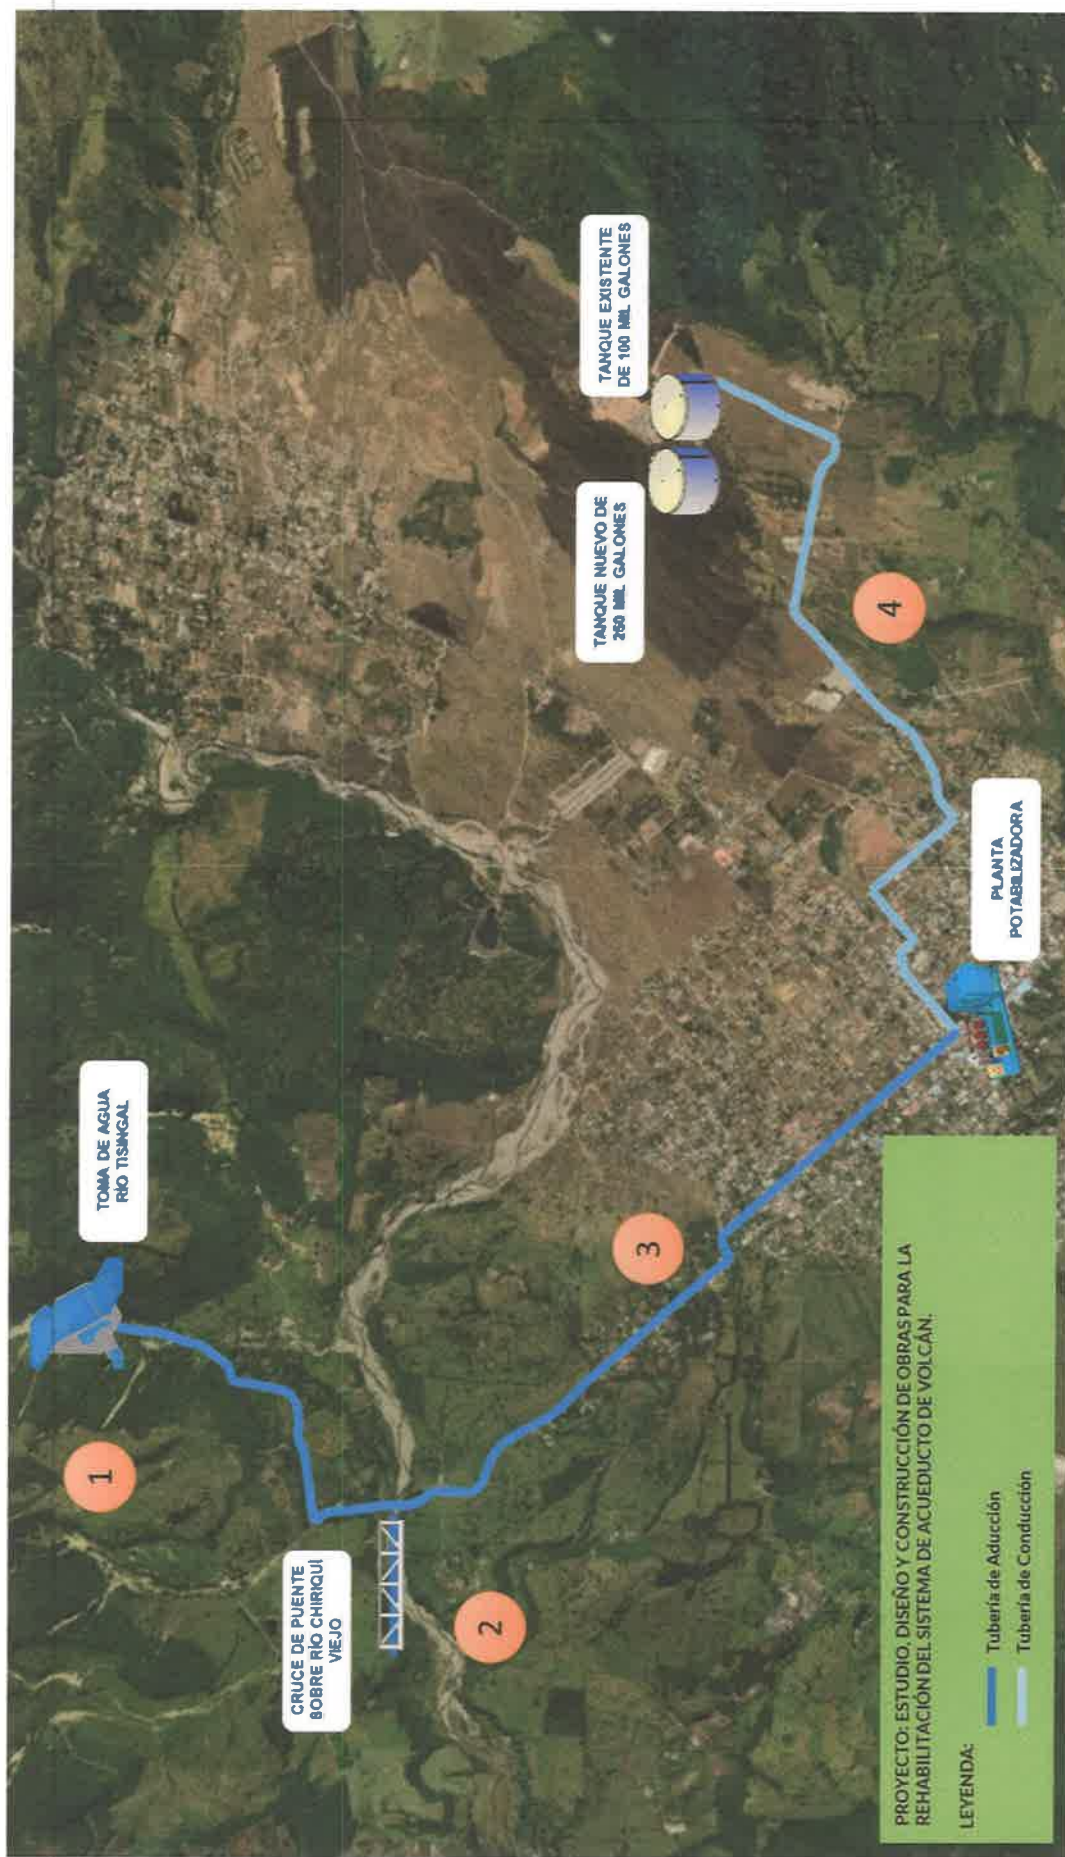 1
TOMA DE AGUA
RÍO TISINGAL
CRUCE DE PUENTE
SOBRE RÍO CHIRIQUÍ
VIEJO
2
3
TANQUE NUEVO DE
260 MIL GALONES
TANQUE EXISTENTE
DE 100 MIL GALONES
4
PLANTA
POTABILIZADORA
PROYECTO: ESTUDIO, DISEÑO Y CONSTRUCCIÓN DE OBRAS PARA LA
REHABILITACIÓN DEL SISTEMA DE ACUEDUCTO DE VOLCÁN.
LEYENDA:
Tubería de Aducción
Tubería de Conducción